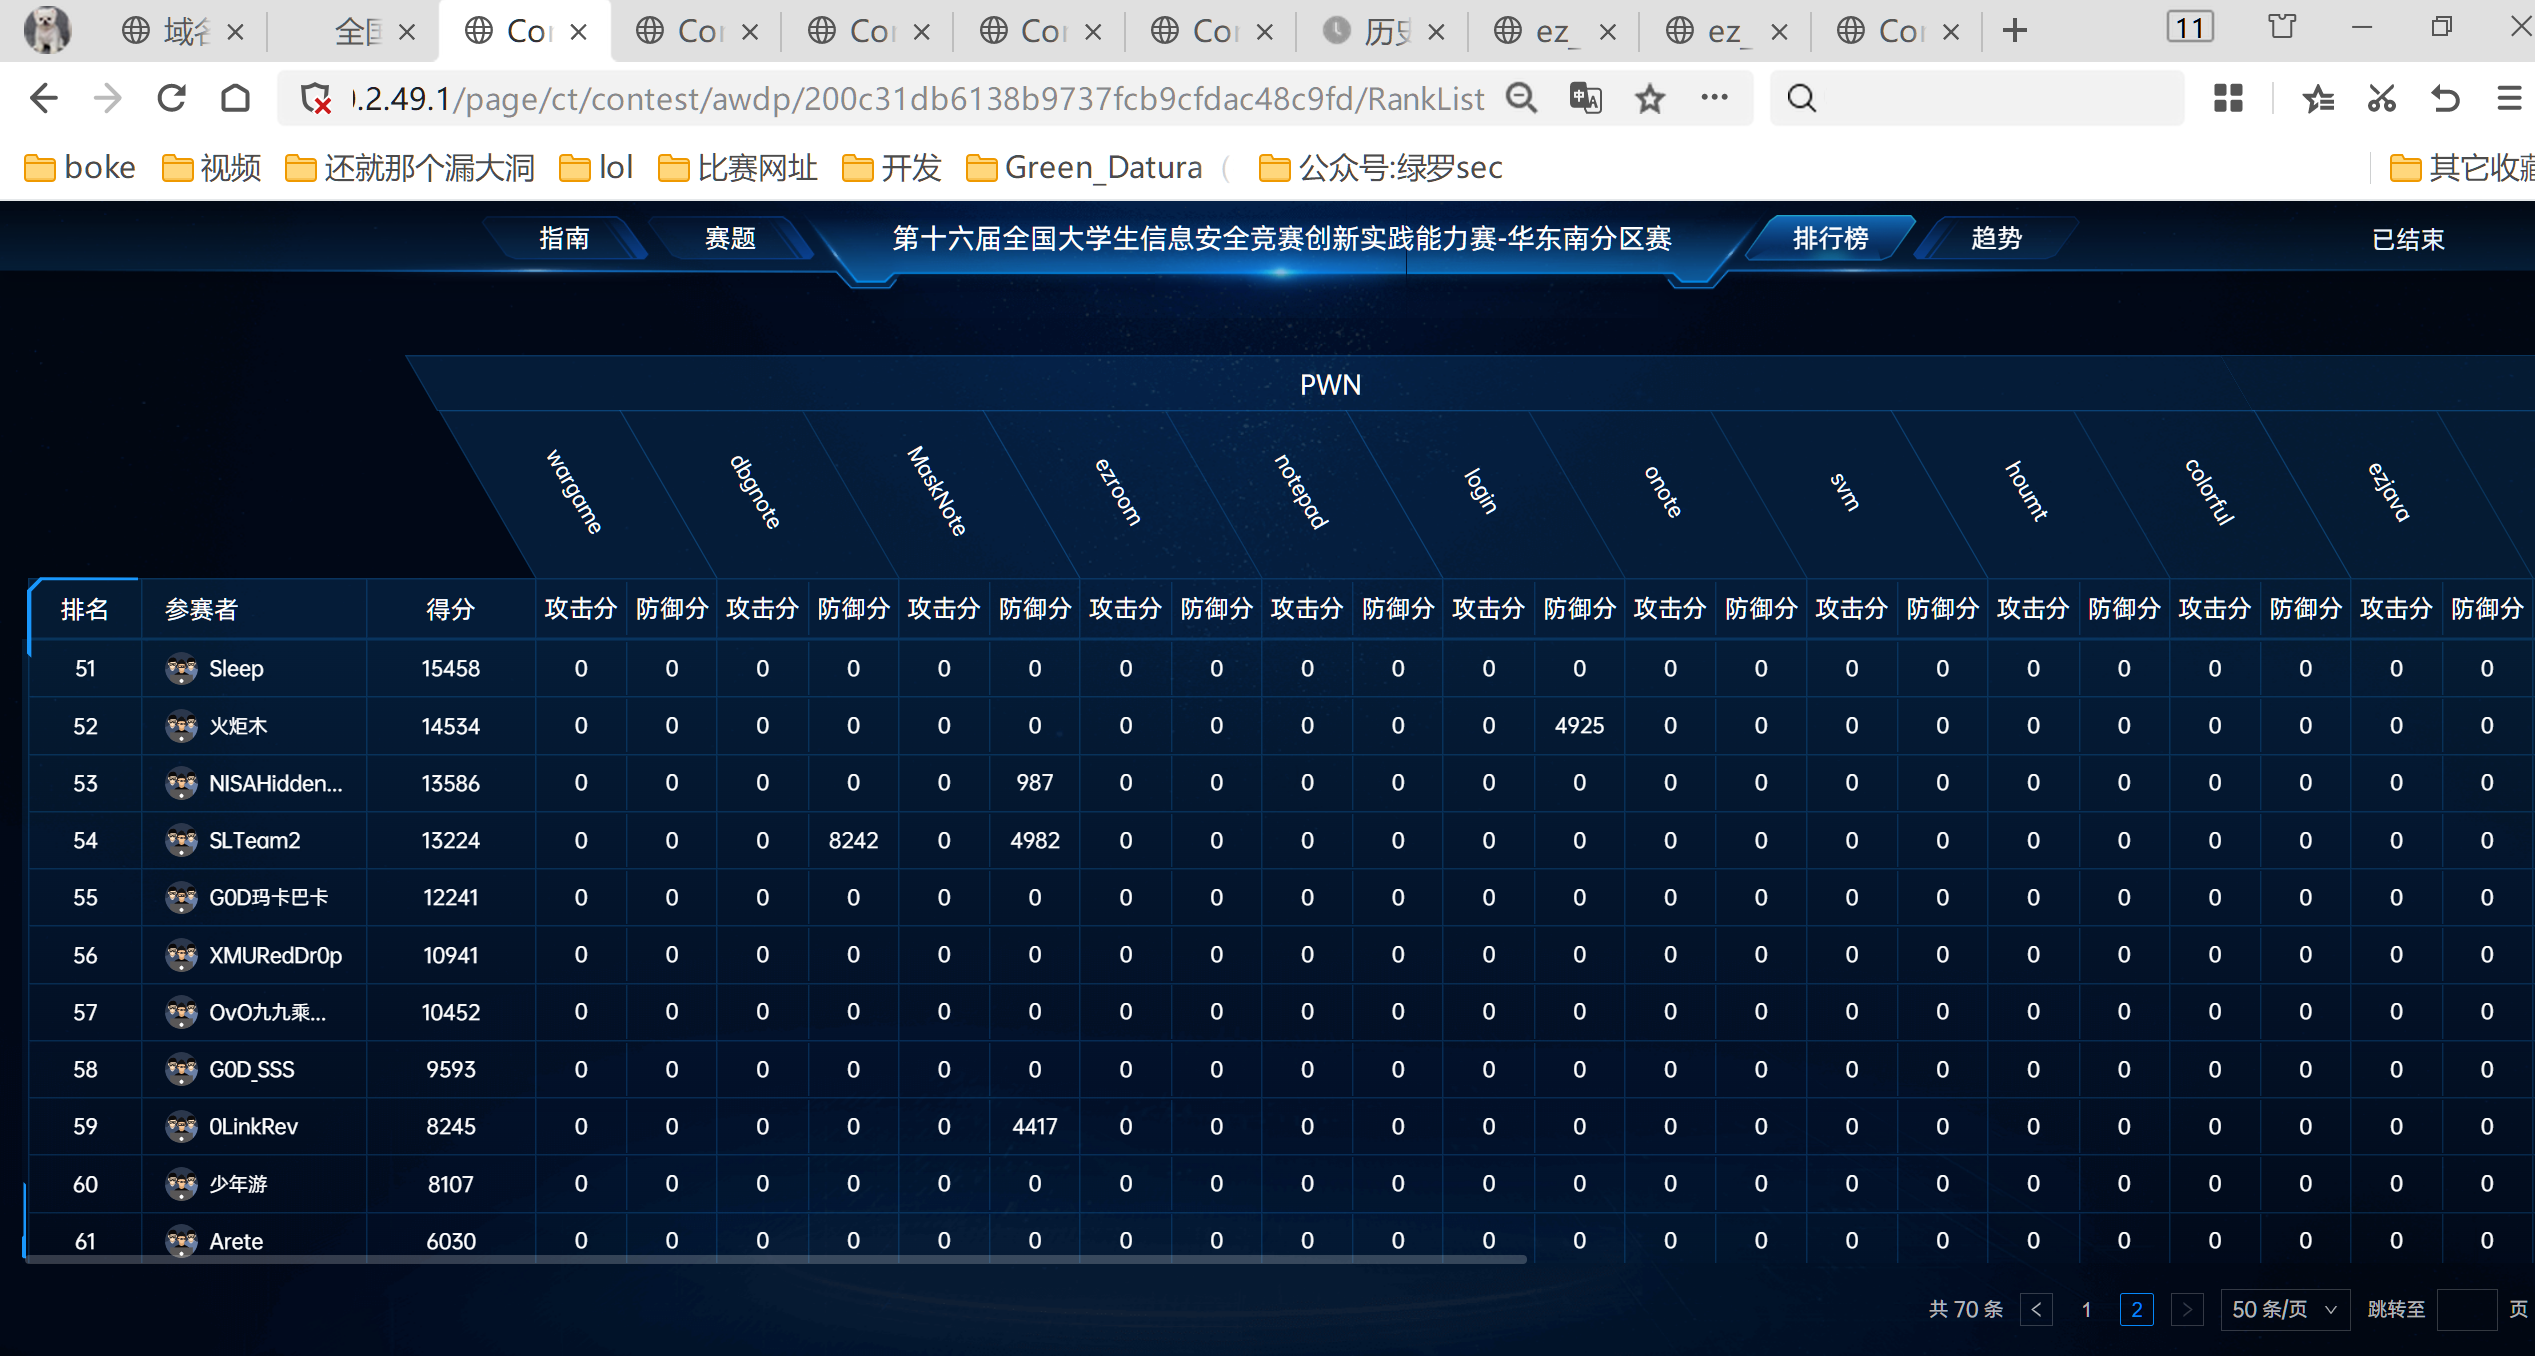 域名 全国 Co Co Co Co Co 历史 ez_ ez_ Co 11
.2.49.1/page/ct/contest/awdp/200c31db6138b9737fcb9cfdac48c9fd/RankList
boke 视频 还就那个漏大洞 lol 比赛网址 开发 Green_Datura ( 公众号:绿罗sec 其它收藏
指南 赛题 第十六届全国大学生信息安全竞赛创新实践能力赛-华东南分区赛 排行榜 趋势 已结束
PWN
wargame dbgnote MaskNote ezroom notepad login onote svm houmt colorful ezjava
排名 参赛者 得分 攻击分 防御分 攻击分 防御分 攻击分 防御分 攻击分 防御分 攻击分 防御分 攻击分 防御分 攻击分 防御分 攻击分 防御分 攻击分 防御分 攻击分 防御分 攻击分 防御分
51 Sleep 15458 0 0 0 0 0 0 0 0 0 0 0 0 0 0 0 0 0 0 0 0 0 0
52 火炬木 14534 0 0 0 0 0 0 0 0 0 0 0 4925 0 0 0 0 0 0 0 0 0 0
53 NISAHidden... 13586 0 0 0 0 0 987 0 0 0 0 0 0 0 0 0 0 0 0 0 0 0 0
54 SLTeam2 13224 0 0 0 8242 0 4982 0 0 0 0 0 0 0 0 0 0 0 0 0 0 0 0
55 G0D玛卡巴卡 12241 0 0 0 0 0 0 0 0 0 0 0 0 0 0 0 0 0 0 0 0 0 0
56 XMURedDr0p 10941 0 0 0 0 0 0 0 0 0 0 0 0 0 0 0 0 0 0 0 0 0 0
57 OvO九九乘... 10452 0 0 0 0 0 0 0 0 0 0 0 0 0 0 0 0 0 0 0 0 0 0
58 G0D_SSS 9593 0 0 0 0 0 0 0 0 0 0 0 0 0 0 0 0 0 0 0 0 0 0
59 0LinkRev 8245 0 0 0 0 0 4417 0 0 0 0 0 0 0 0 0 0 0 0 0 0 0 0
60 少年游 8107 0 0 0 0 0 0 0 0 0 0 0 0 0 0 0 0 0 0 0 0 0 0
61 Arete 6030 0 0 0 0 0 0 0 0 0 0 0 0 0 0 0 0 0 0 0 0 0 0
共 70 条 < 1 2 > 50 条/页 跳转至 页